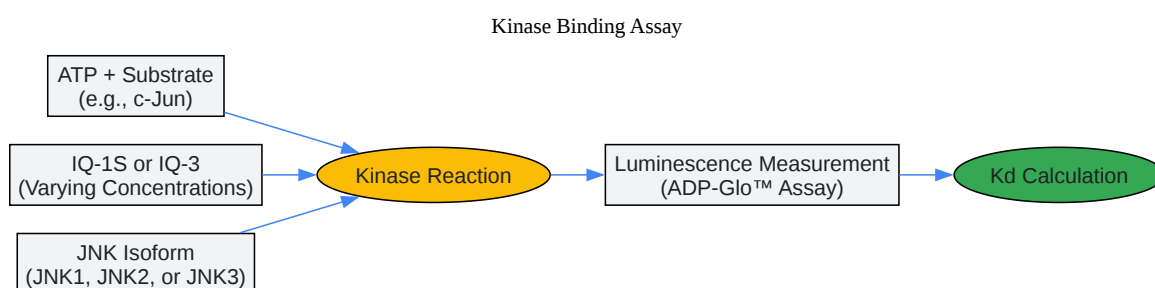 Kinase Binding Assay
ATP + Substrate
(e.g., c-Jun)
IQ-1S or IQ-3
(Varying Concentrations)
JNK Isoform
(JNK1, JNK2, or JNK3)
Kinase Reaction
Luminescence Measurement
(ADP-Glo™ Assay)
Kd Calculation